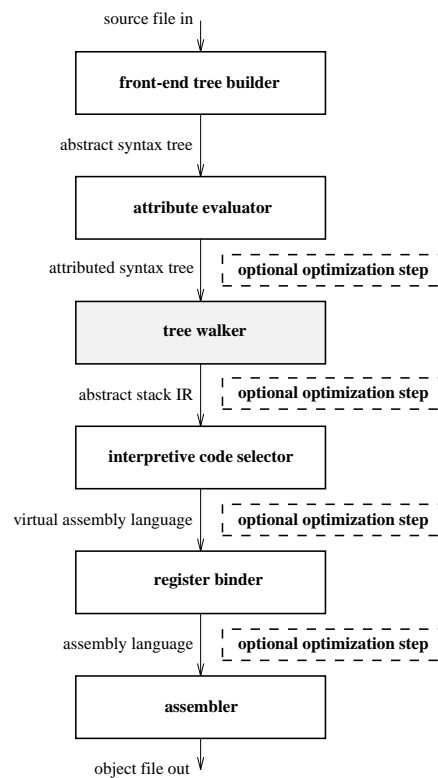 source file in
front-end tree builder
abstract syntax tree
attribute evaluator
attributed syntax tree
optional optimization step
tree walker
abstract stack IR
optional optimization step
interpretive code selector
virtual assembly language
optional optimization step
register binder
assembly language
optional optimization step
assembler
object file out